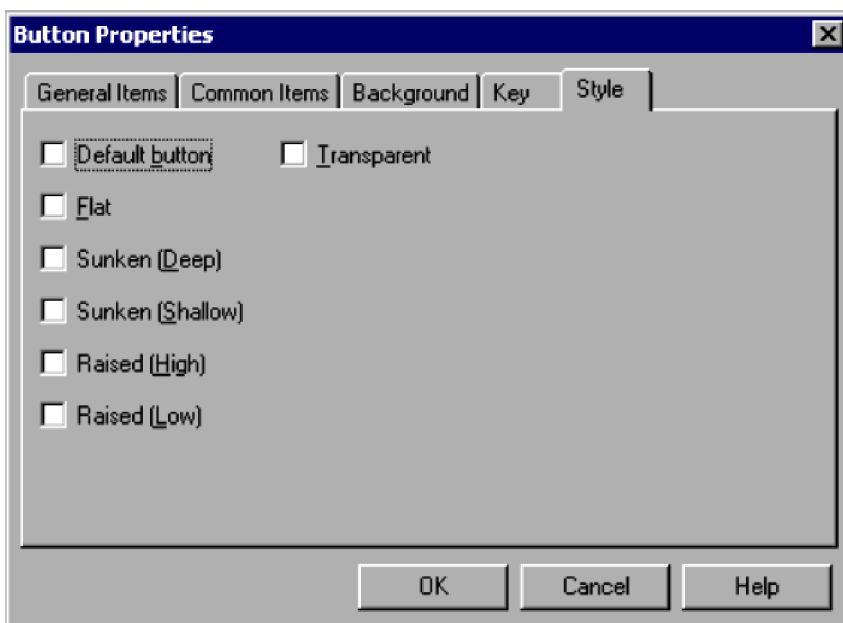 Button Properties
General Items Common Items Background Key Style
Default button Transparent
Flat
Sunken (Deep)
Sunken (Shallow)
Raised (High)
Raised (Low)
OK Cancel Help